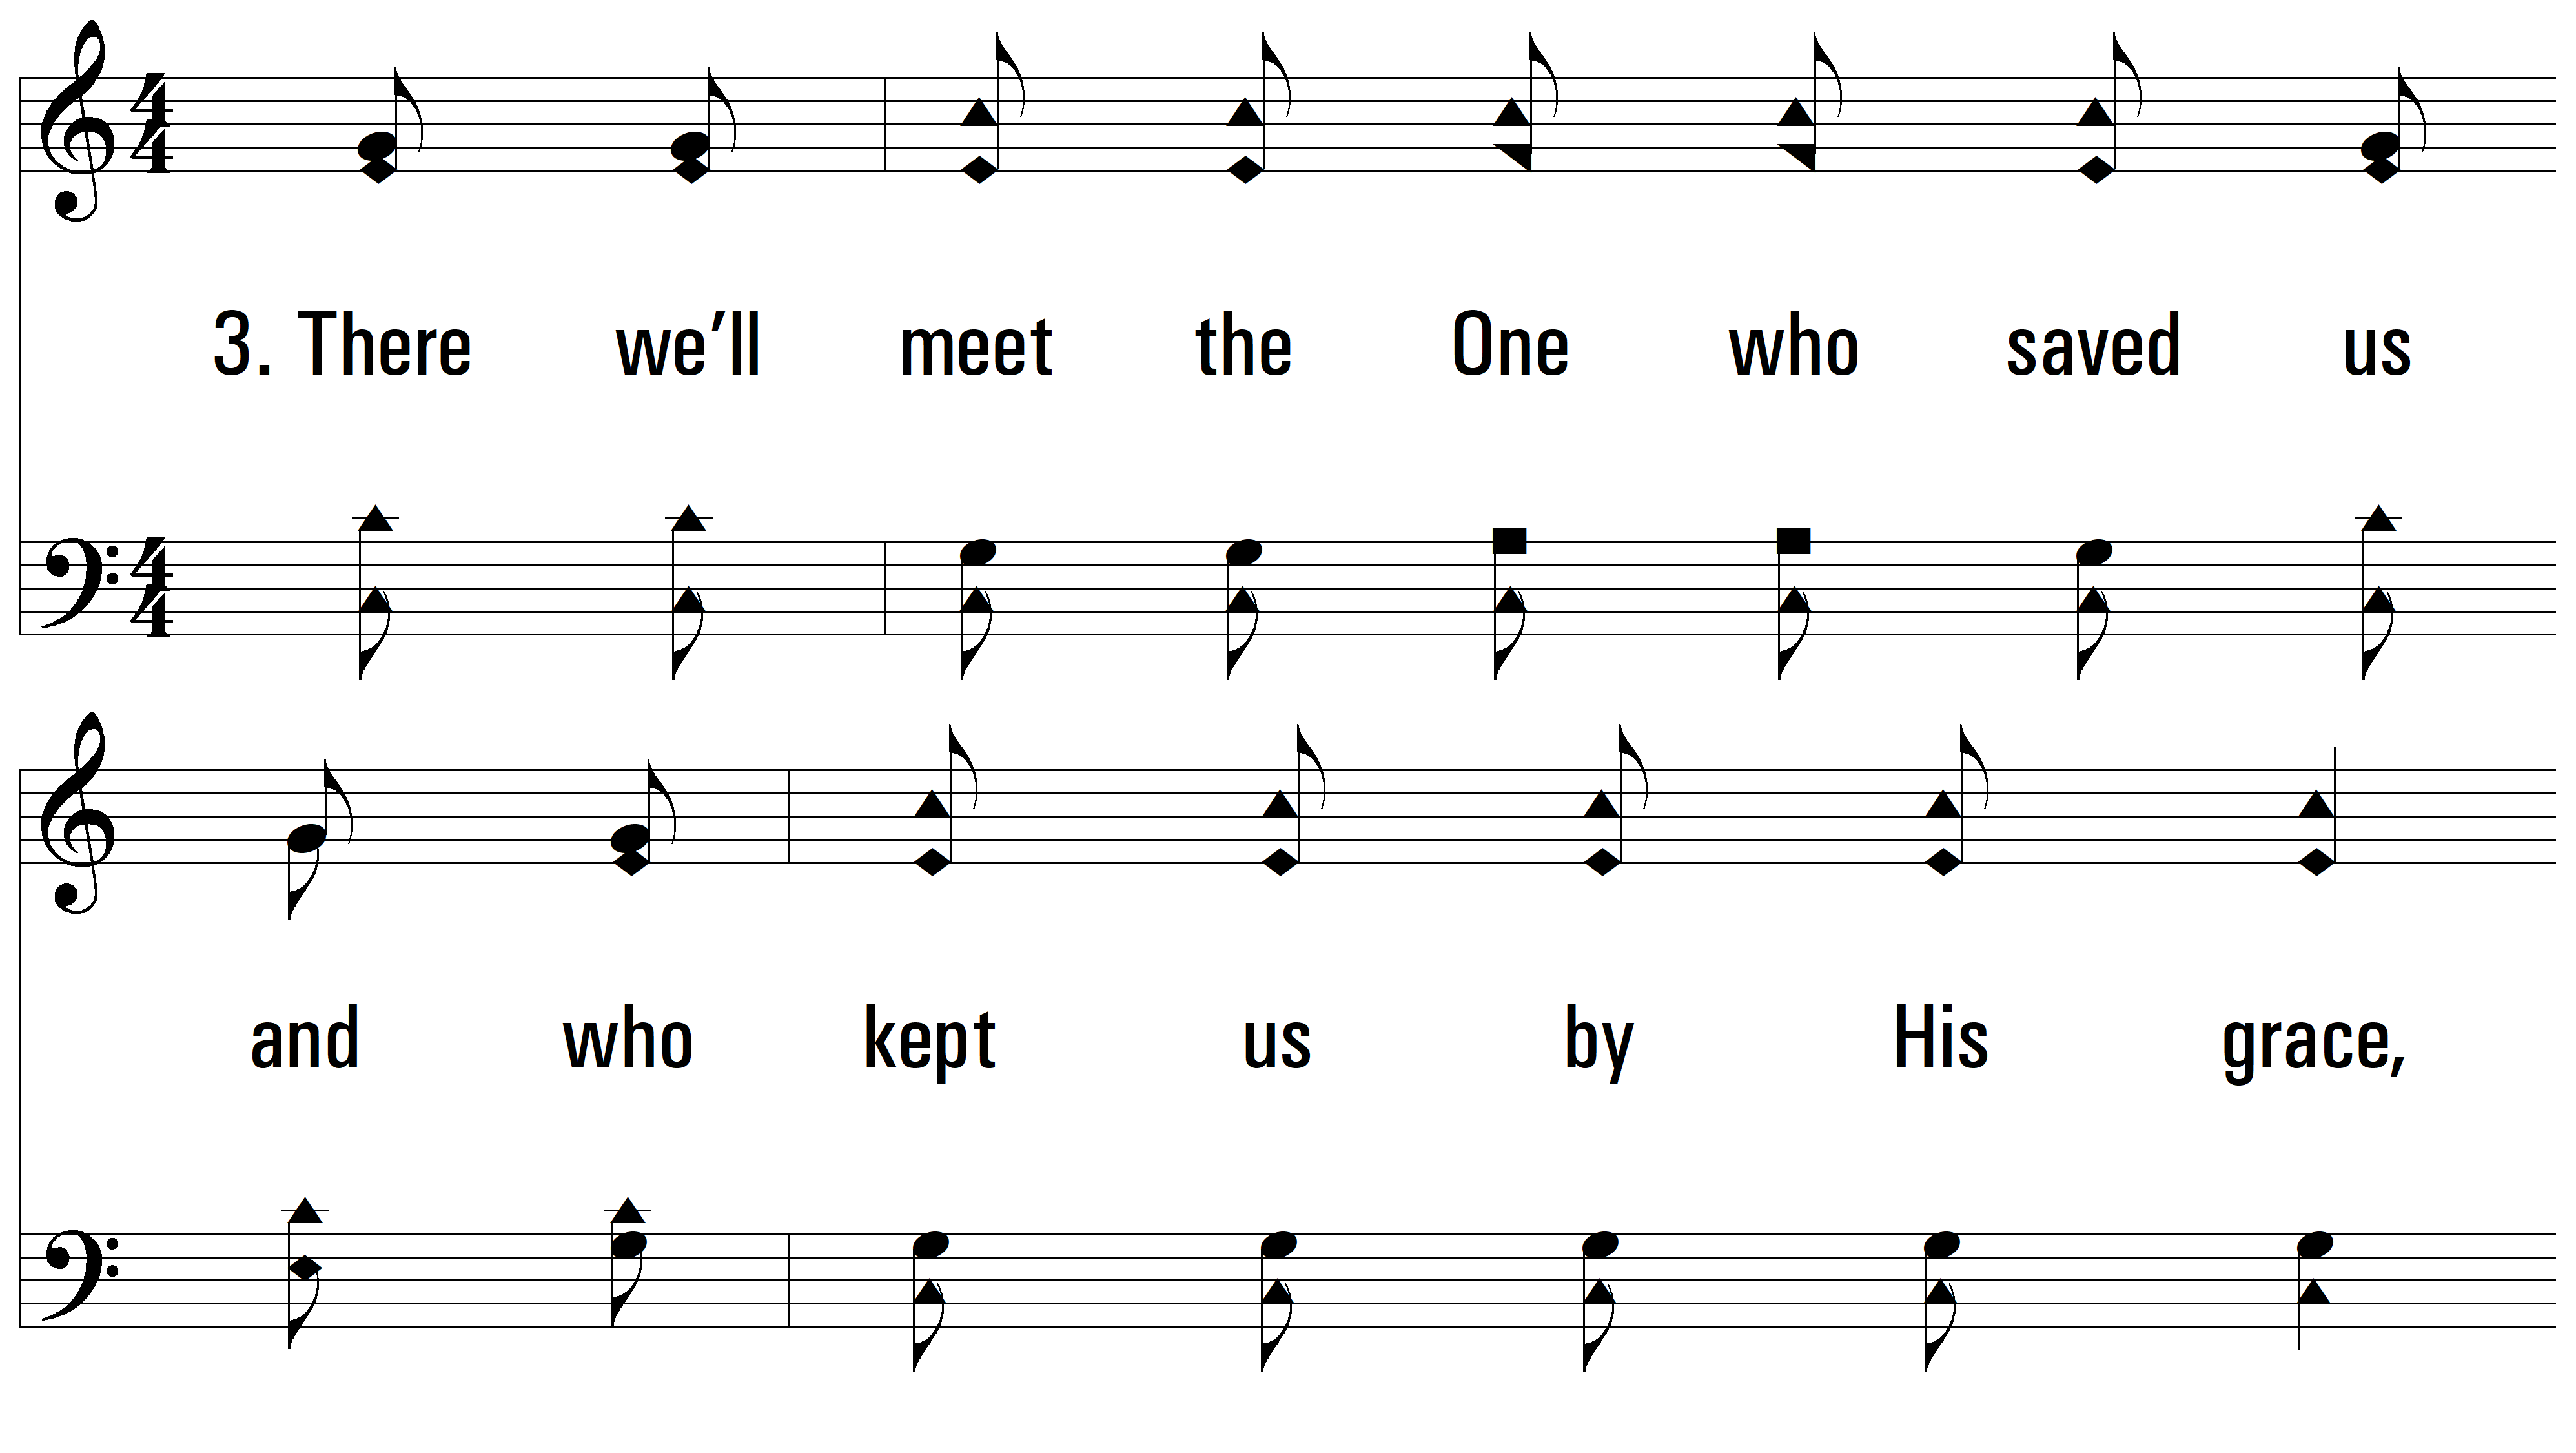 3. There we’ll meet the One who saved us
and who kept us by His grace,